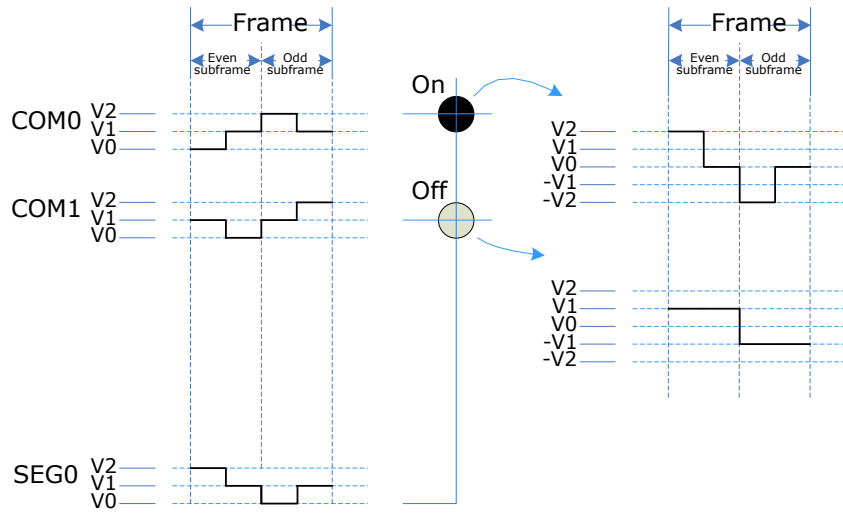 Frame
Even subframe
Odd subframe
COM0
V2
V1
V0
COM1
V2
V1
V0
SEG0
V2
V1
V0
On
Off
Frame
Even subframe
Odd subframe
V2
V1
V0
-V1
-V2
V2
V1
V0
-V1
-V2